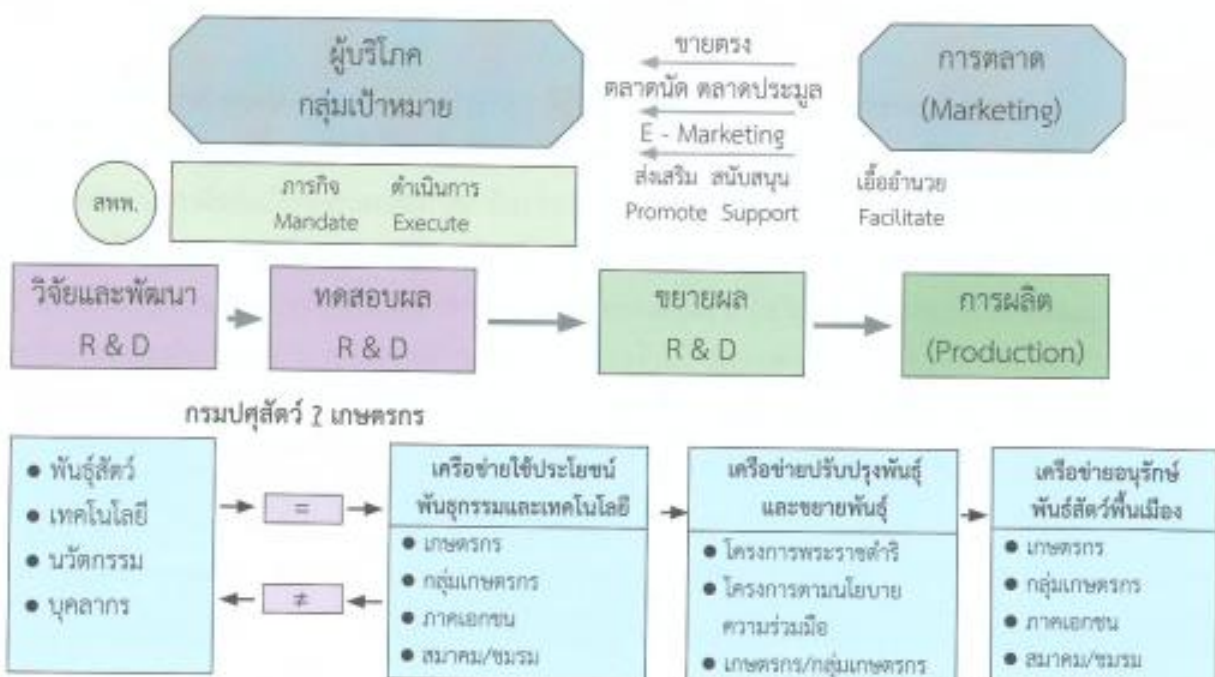 ผู้บริโภค
กลุ่มเป้าหมาย
ขายตรง
ตลาดนัด ตลาดประมูล
E - Marketing
ส่งเสริม สนับสนุน
Promote Support
การตลาด
(Marketing)
เอื้ออำนวย
Facilitate
สพพ.
ภารกิจ ดำเนินการ
Mandate Execute
วิจัยและพัฒนา
R & D
ทดสอบผล
R & D
ขยายผล
R & D
การผลิต
(Production)
กรมปศุสัตว์ ? เกษตรกร
● พันธุ์สัตว์
● เทคโนโลยี
● นวัตกรรม
● บุคลากร
=
≠
เครือข่ายใช้ประโยชน์
พันธุกรรมและเทคโนโลยี
● เกษตรกร
● กลุ่มเกษตรกร
● ภาคเอกชน
● สมาคม/ชมรม
เครือข่ายปรับปรุงพันธุ์
และขยายพันธุ์
● โครงการพระราชดำริ
● โครงการตามนโยบาย
ความร่วมมือ
● เกษตรกร/กลุ่มเกษตรกร
เครือข่ายอนุรักษ์
พันธุ์สัตว์พื้นเมือง
● เกษตรกร
● กลุ่มเกษตรกร
● ภาคเอกชน
● สมาคม/ชมรม